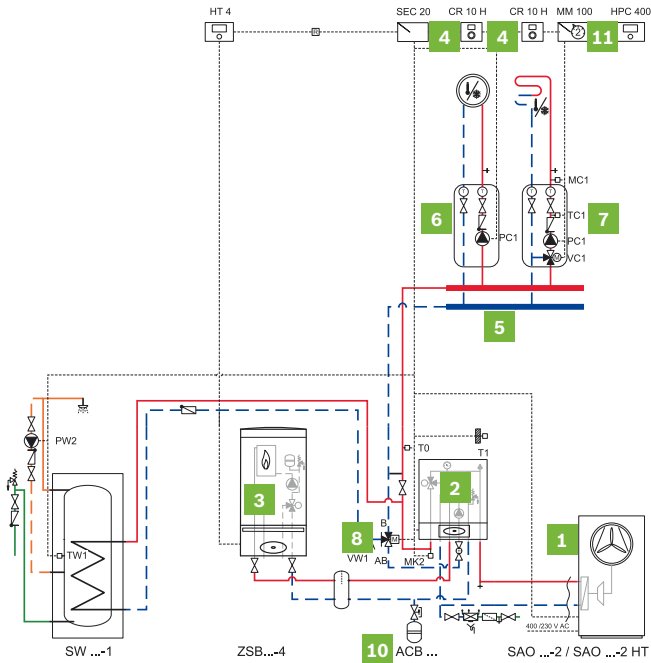 HT 4
SEC 20
CR 10 H
CR 10 H
MM 100
HPC 400
4
4
2
11
T
T
T
T
MC1
6
7
TC1
PC1
PC1
M
VC1
5
PW2
T0
T1
3
2
B
8
M
A
VW1
AB
MK2
1
TW1
400 /230 V AC
10
SW ...-1
ZSB...-4
ACB ...
SAO ...-2 / SAO ...-2 HT